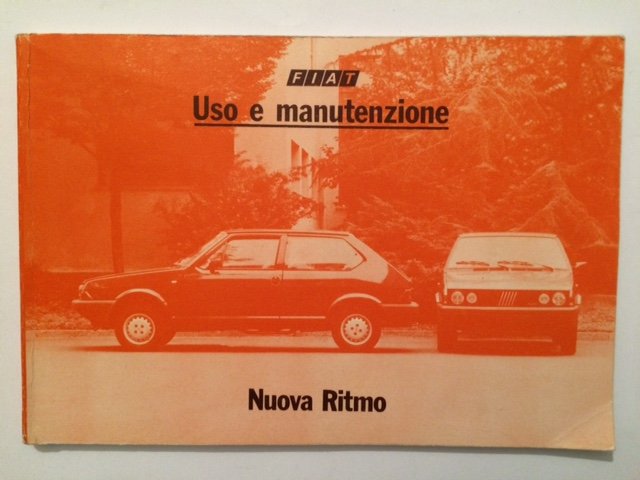 FIAT
Uso e manutenzione
Nuova Ritmo